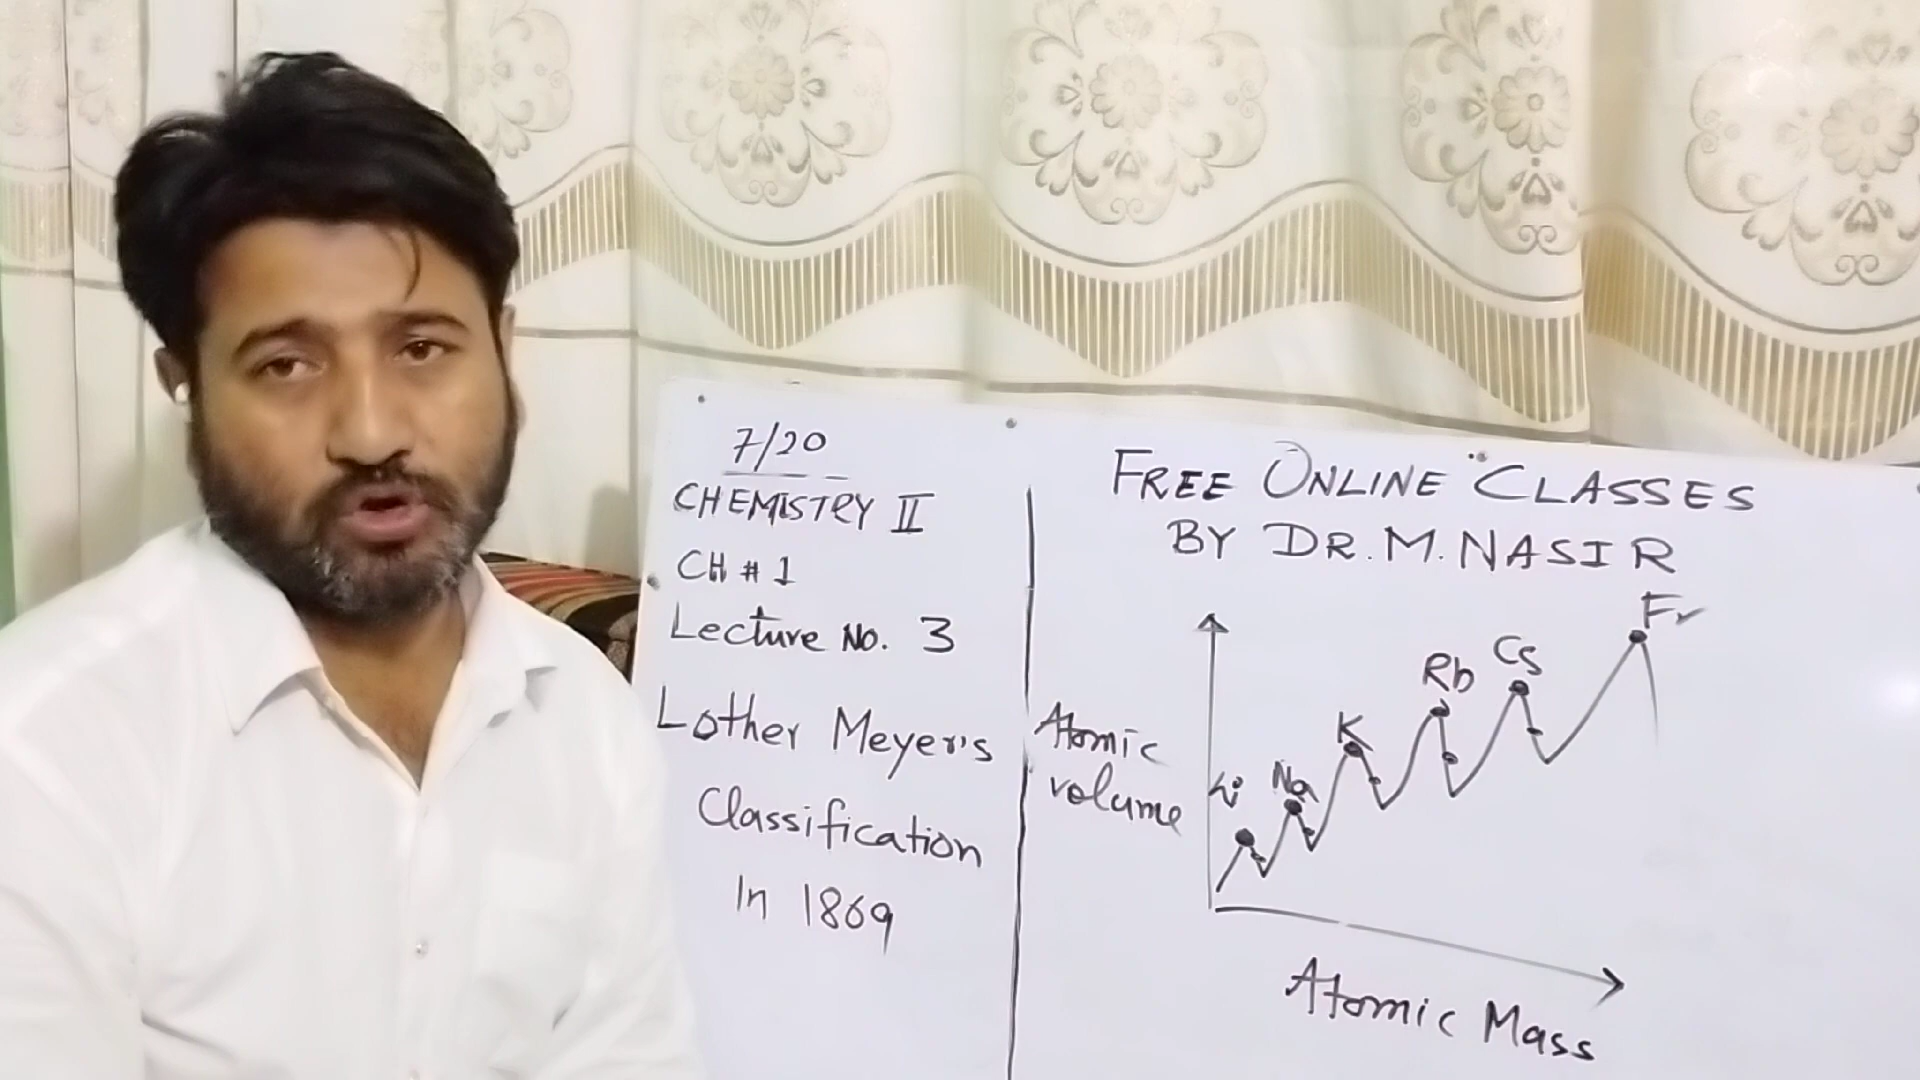 7/20
CHEMISTRY II
CH # 1
Lecture No. 3
Lother Meyer's
Classification
In 1869
FREE ONLINE CLASSES
BY DR. M. NASIR
Fr
Cs
Rb
K
Na
Li
Atomic
volume
Atomic Mass